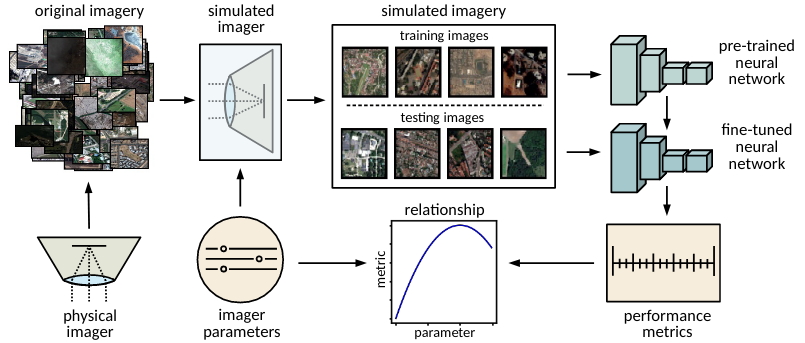 original imagery
simulated
imager
simulated imagery
training images
testing images
pre-trained
neural
network
fine-tuned
neural
network
relationship
metric
parameter
physical
imager
imager
parameters
performance
metrics